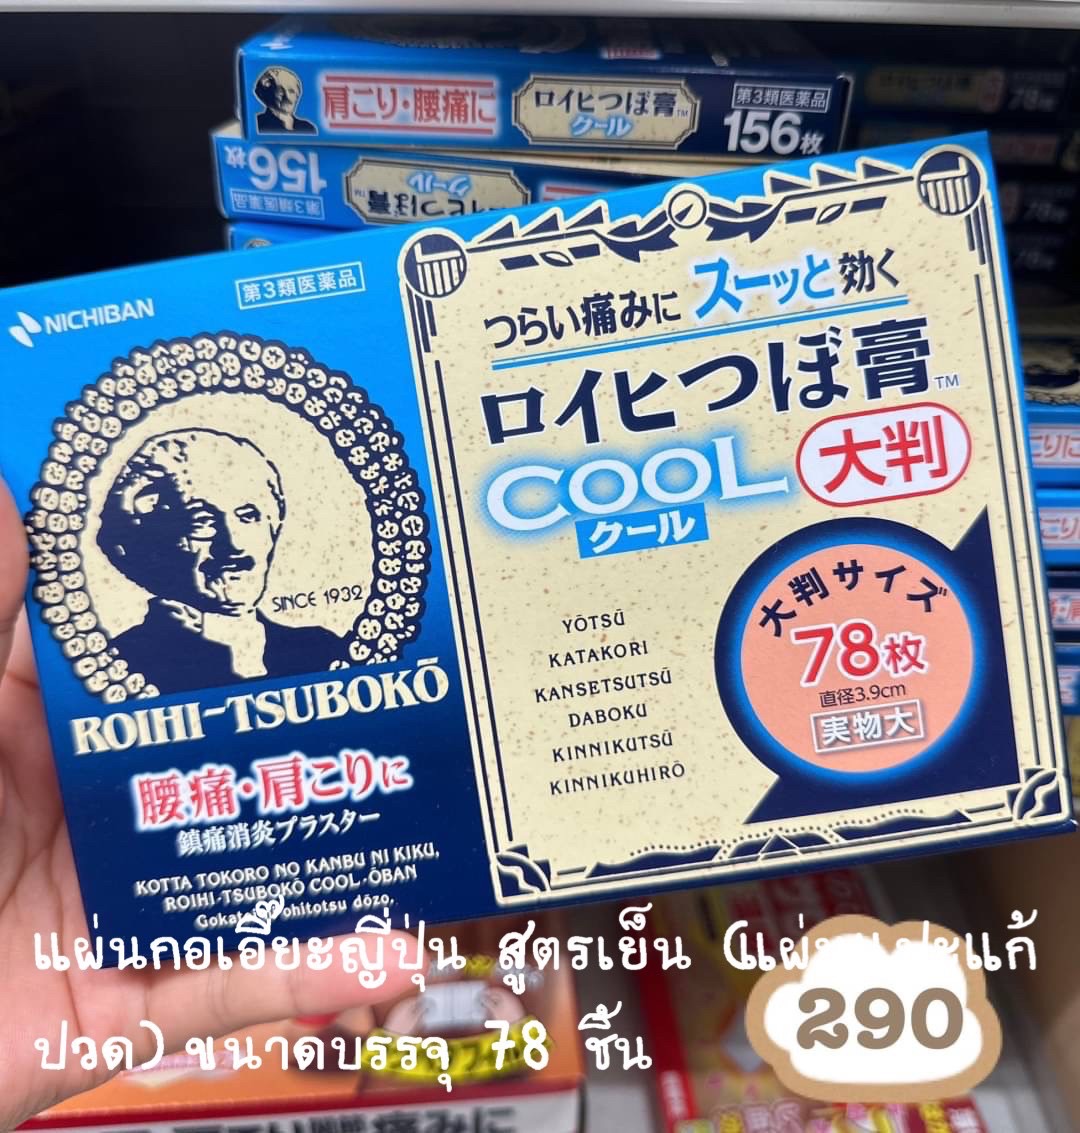 肩こり・腰痛に
ロイヒつぼ膏™
クール
第3類医薬品
156枚
156枚
第3類医薬品
クール
NICHIBAN
第3類医薬品
SINCE 1932
ROIHI-TSUBOKŌ
腰痛・肩こりに
鎮痛消炎プラスター
KOTTA TOKORO NO KANBU NI KIKU,
ROIHI-TSUBOKŌ COOL-ŌBAN
ohitotsu dōzo.
つらい痛みに スーッと効く
ロイヒつぼ膏™
COOL 大判
クール
YŌTSŪ
KATAKORI
KANSETSUTSŪ
DABOKU
KINNIKUTSŪ
KINNIKUHIRŌ
大判サイズ
78枚
直径3.9cm
実物大
แผ่นกอเอี๊ยะญี่ปุ่น สูตรเย็น
ปวด) ขนาดบรรจุ 78 ชิ้น
290